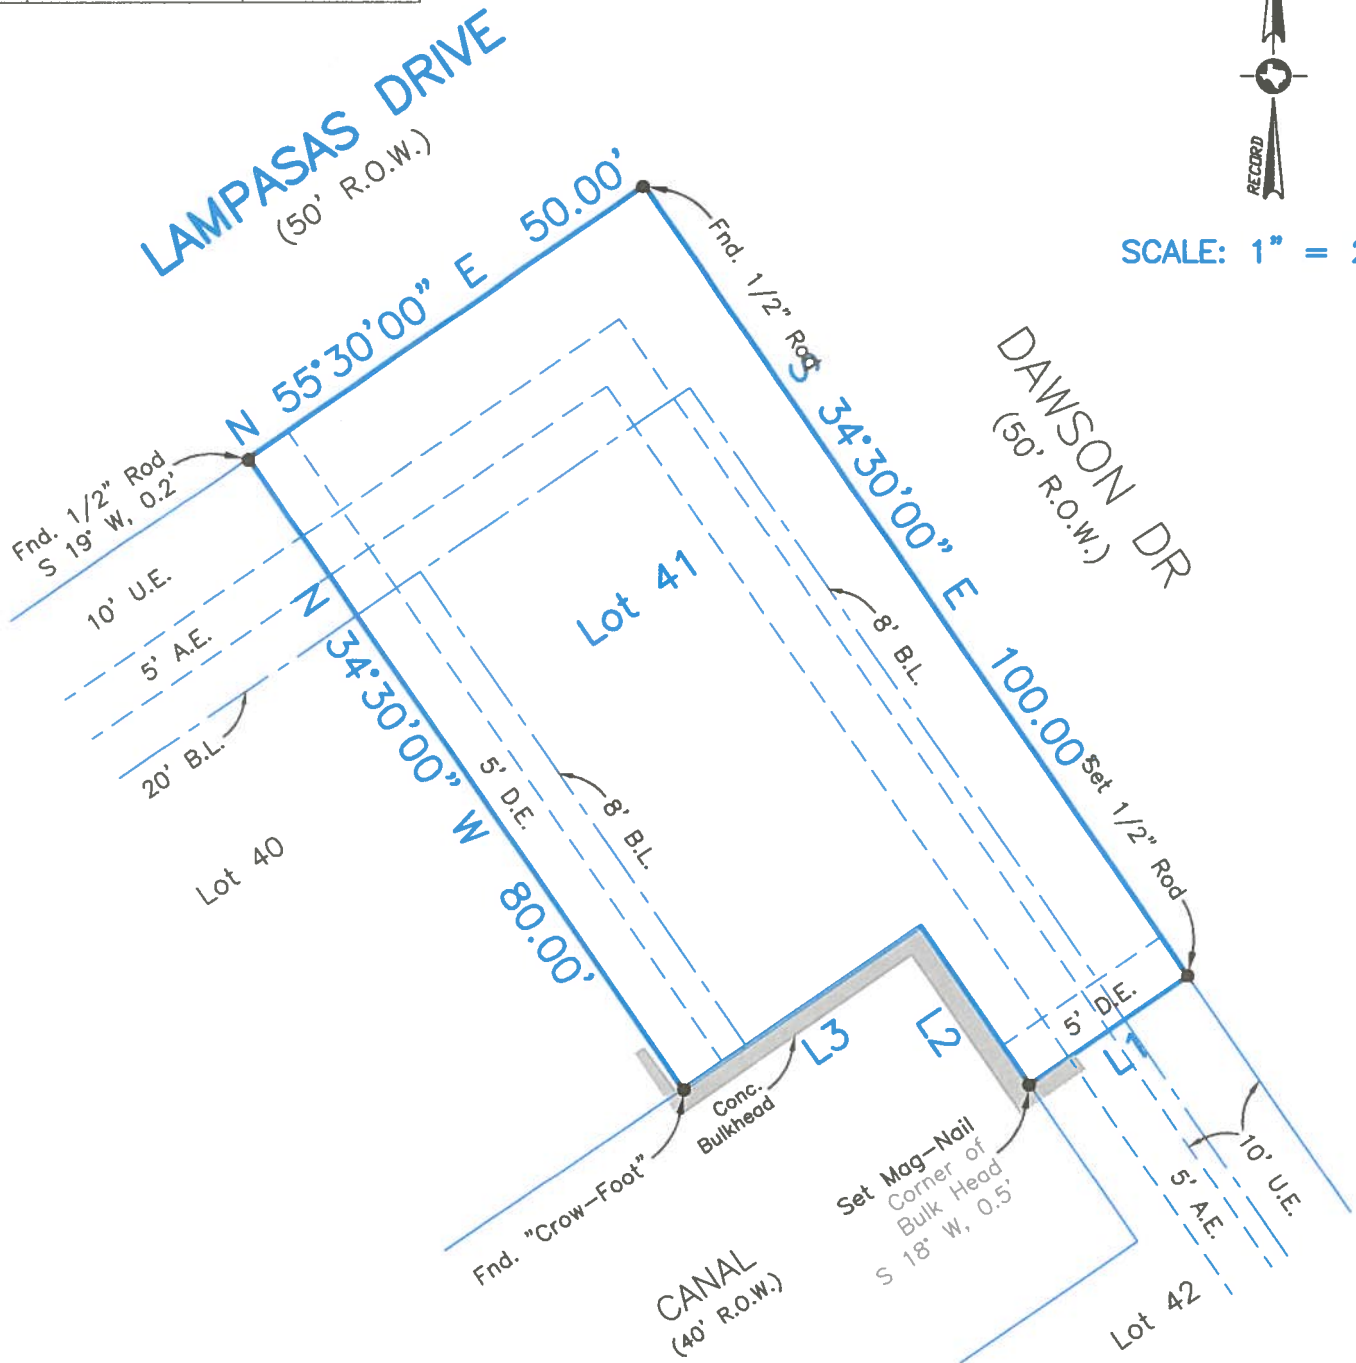 LAMPASAS DRIVE
(50' R.O.W.)
RECORD
SCALE: 1" =
N 55°30'00" E 50.00'
Fnd. 1/2" Rod
S 34°30'00" E 100.00'
DAWSON DR
(50' R.O.W.)
Fnd. 1/2" Rod
S 19° W, 0.2'
10' U.E.
5' A.E.
20' B.L.
Lot 41
8' B.L.
N 34°30'00" W 80.00'
5' D.E.
8' B.L.
Lot 40
Set 1/2" Rod
5' D.E.
L1
L2
L3
Conc.
Bulkhead
Fnd. "Crow-Foot"
Set Mag-Nail
Corner of
Bulk Head
S 18° W, 0.5'
CANAL
(40' R.O.W.)
10' U.E.
5' A.E.
Lot 42